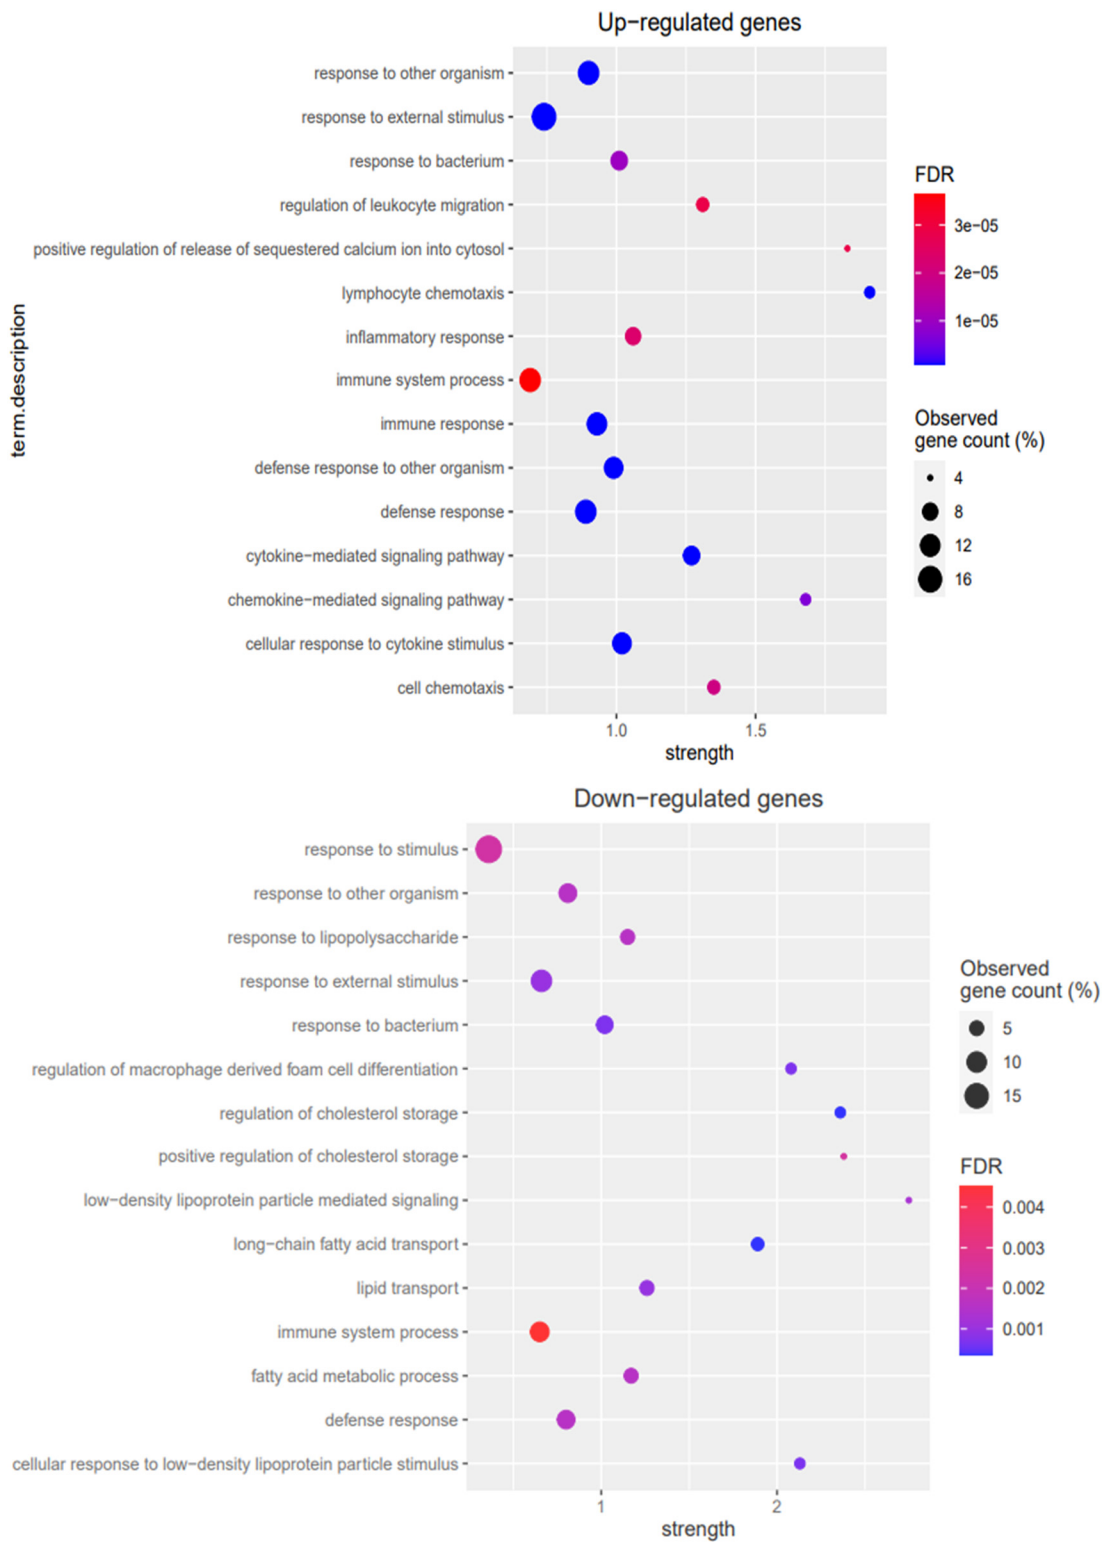 Up−regulated genes
response to other organism
response to external stimulus
response to bacterium
regulation of leukocyte migration
positive regulation of release of sequestered calcium ion into cytosol
lymphocyte chemotaxis
inflammatory response
immune system process
immune response
defense response to other organism
defense response
cytokine−mediated signaling pathway
chemokine−mediated signaling pathway
cellular response to cytokine stimulus
cell chemotaxis
term.description
1.0 1.5
strength
FDR
3e−05
2e−05
1e−05
Observed
gene count (%)
4
8
12
16
Down−regulated genes
response to stimulus
response to other organism
response to lipopolysaccharide
response to external stimulus
response to bacterium
regulation of macrophage derived foam cell differentiation
regulation of cholesterol storage
positive regulation of cholesterol storage
low−density lipoprotein particle mediated signaling
long−chain fatty acid transport
lipid transport
immune system process
fatty acid metabolic process
defense response
cellular response to low−density lipoprotein particle stimulus
1 2
strength
Observed
gene count (%)
5
10
15
FDR
0.004
0.003
0.002
0.001